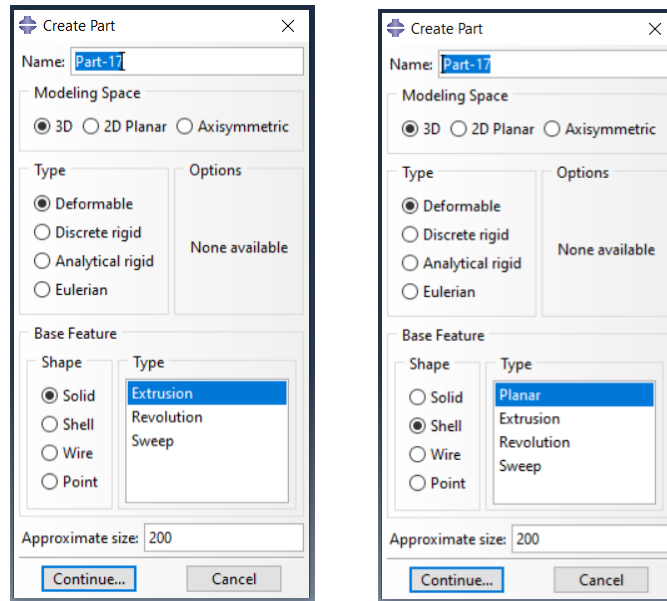 Create Part
Name: Part-17
Modeling Space
3D 2D Planar Axisymmetric
Type Options
Deformable
Discrete rigid
None available
Analytical rigid
Eulerian
Base Feature
Shape Type
Solid Extrusion
Shell Revolution
Wire Sweep
Point
Approximate size: 200
Continue... Cancel
Create Part
Name: Part-17
Modeling Space
3D 2D Planar Axisymmetric
Type Options
Deformable
Discrete rigid
None available
Analytical rigid
Eulerian
Base Feature
Shape Type
Solid Planar
Shell Extrusion
Wire Revolution
Point Sweep
Approximate size: 200
Continue... Cancel